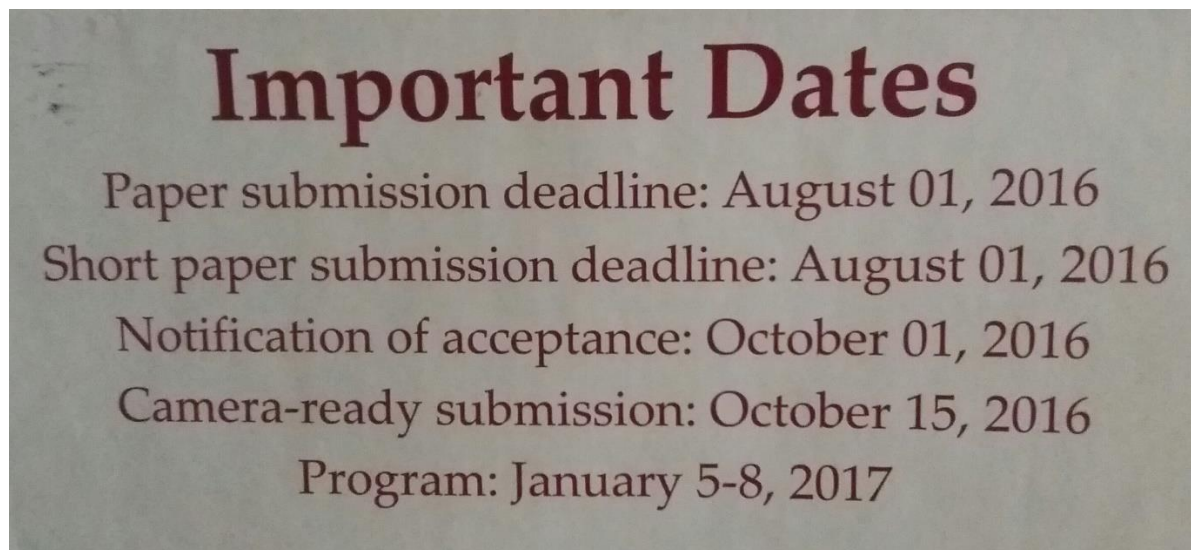 Important Dates
Paper submission deadline: August 01, 2016
Short paper submission deadline: August 01, 2016
Notification of acceptance: October 01, 2016
Camera-ready submission: October 15, 2016
Program: January 5-8, 2017